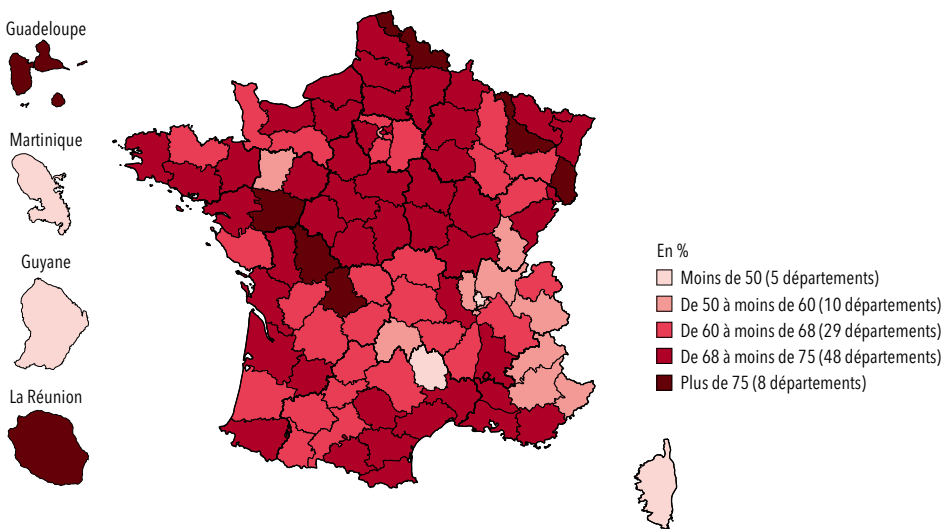 Guadeloupe
Martinique
Guyane
La Réunion
En %
Moins de 50 (5 départements)
De 50 à moins de 60 (10 départements)
De 60 à moins de 68 (29 départements)
De 68 à moins de 75 (48 départements)
Plus de 75 (8 départements)